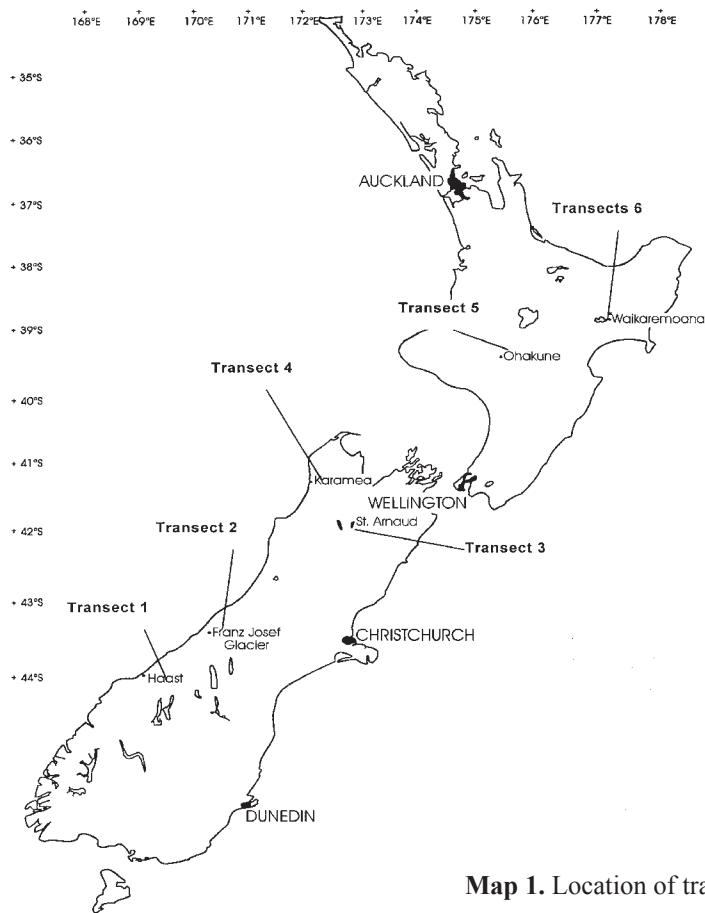 168°E 169°E 170°E 171°E 172°E 173°E 174°E 175°E 176°E 177°E 178°E
+ + + + + + + + + + +
+ 35°S
+ 36°S
AUCKLAND
+ 37°S
Transects 6
+ 38°S
Transect 5
Waikaremoana
+ 39°S
Ohakune
Transect 4
+ 40°S
+ 41°S
Karamea
WELLINGTON
St. Arnaud
+ 42°S
Transect 2
Transect 3
+ 43°S
Transect 1
Franz Josef
Glacier
CHRISTCHURCH
+ 44°S
Haast
DUNEDIN
Map 1. Location of tra